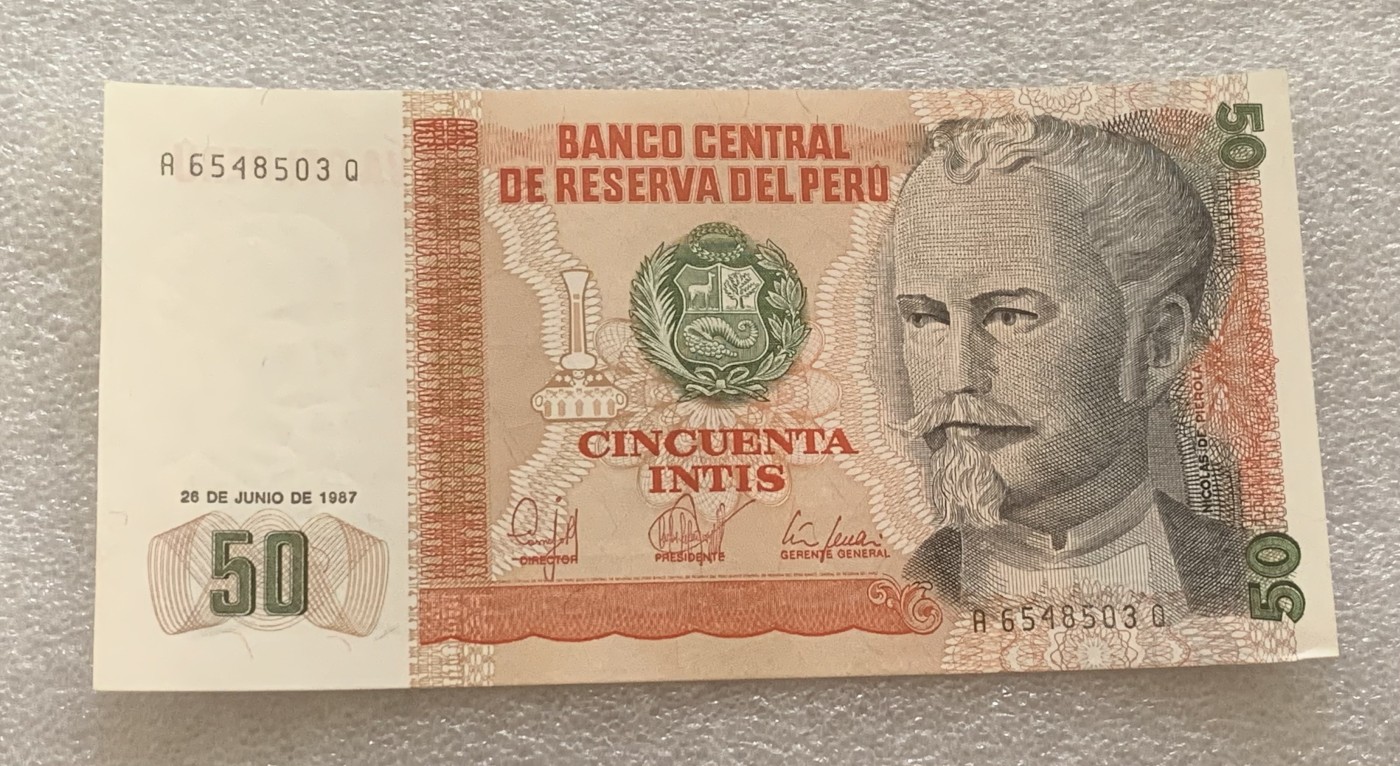 A 6548503 Q
BANCO CENTRAL
DE RESERVA DEL PERÚ
50
CINCUENTA
INTIS
NICOLAS DE PIEROLA
26 DE JUNIO DE 1987
50
DIRECTOR
PRESIDENTE
GERENTE GENERAL
50
A 6548503 Q